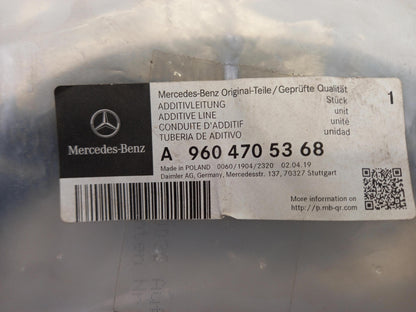 Mercedes-Benz Original-Teile/Geprüfte Qualität
ADDITIVLEITUNG Stück 1
ADDITIVE LINE unit
CONDUITE D'ADDITIF unité
TUBERIA DE ADITIVO unidad
Mercedes-Benz
A 960 470 53 68
Made in POLAND 0060/1904/2320 02.04.19
Daimler AG, Germany, Mercedesstr. 137, 70327 Stuttgart
More information on
http://p.mb-qr.com/